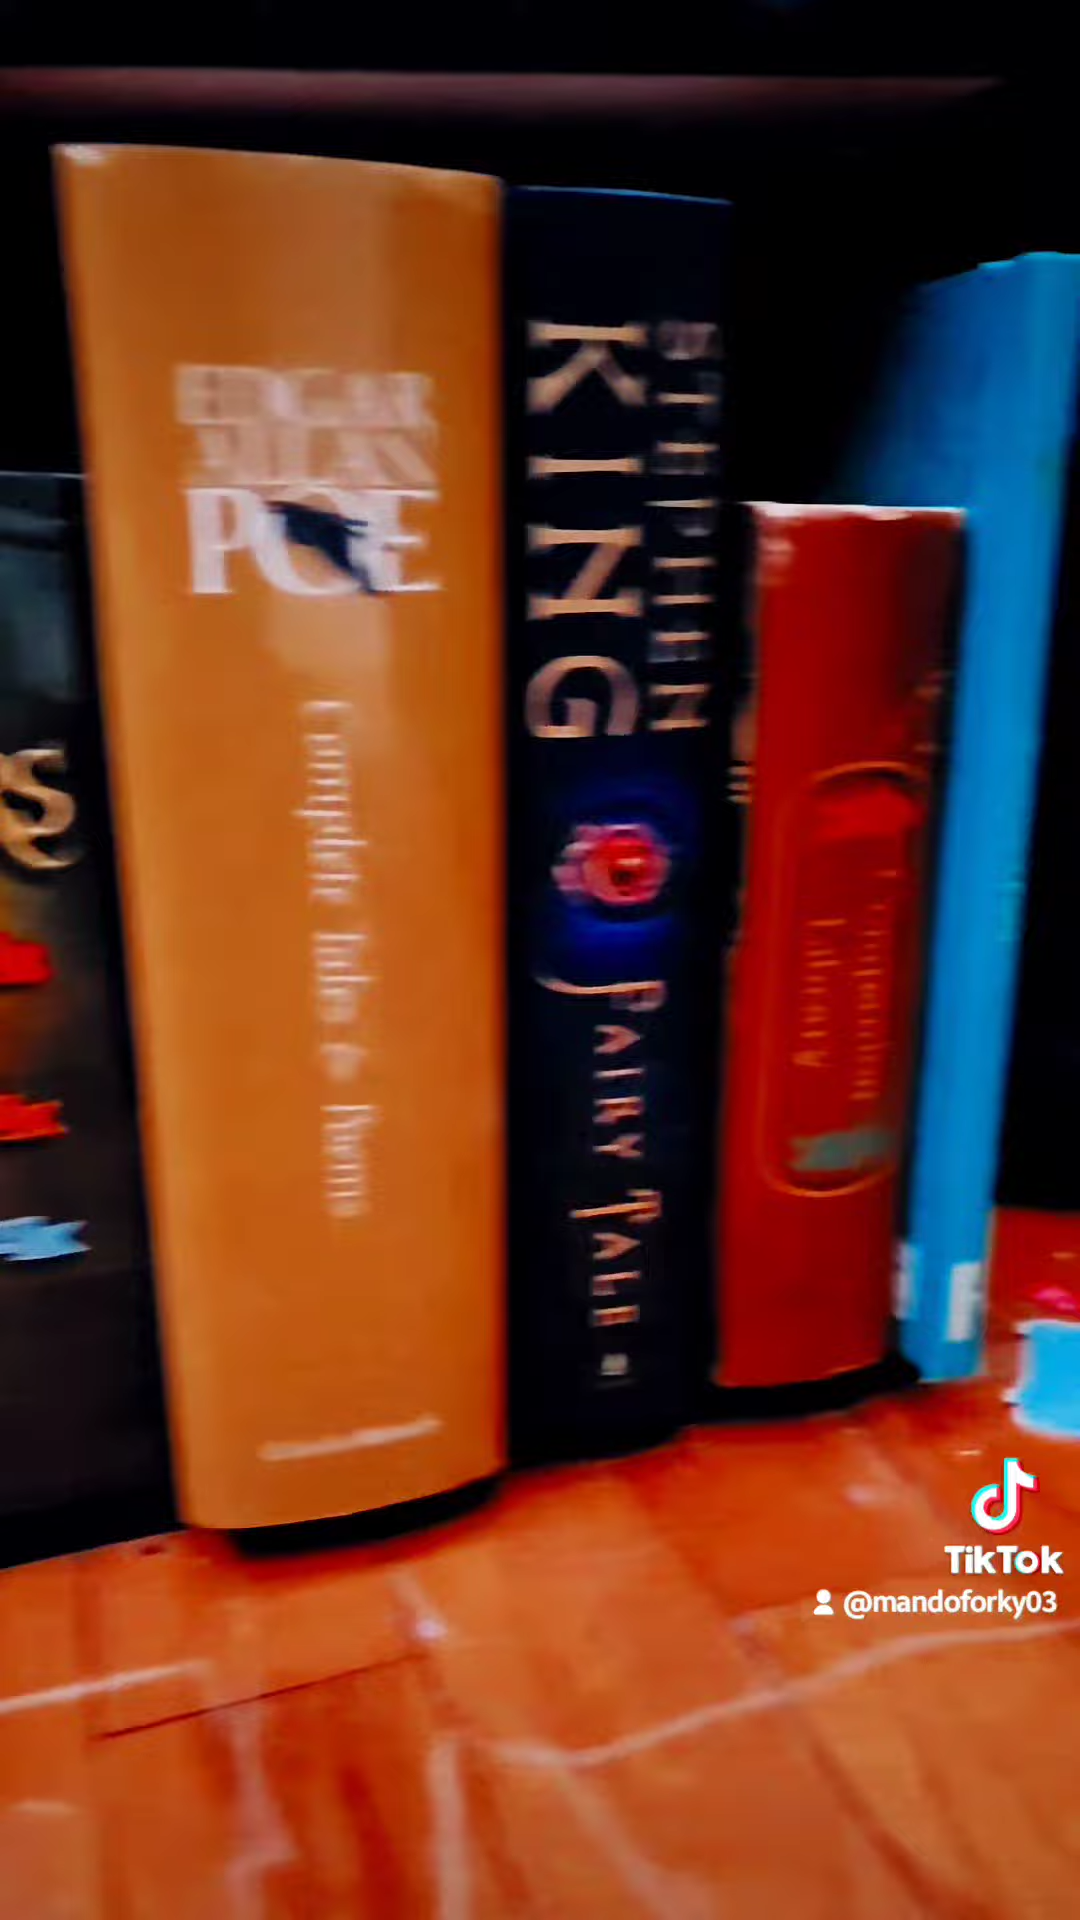 S
EDGAR
ALLAN
POE
Complete Tales & Poems
STEPHEN
KING
FAIRY TALE
TikTok
@mandoforky03